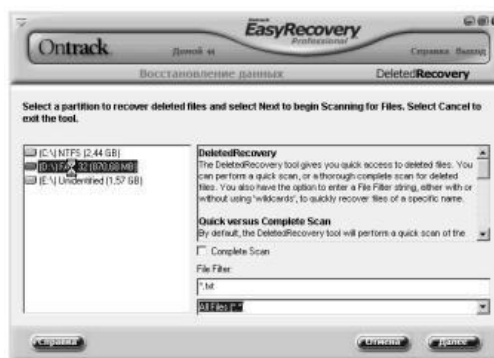 Ontrack
EasyRecovery
Professional
Домой
Справка Выход
Восстановление данных
DeletedRecovery
Select a partition to recover deleted files and select Next to begin Scanning for Files. Select Cancel to
exit the tool.
(C:\) NTFS (2,44 GB)
(D:\) FAT32 (870,68 MB)
(E:\) Unidentified (1,57 GB)
DeletedRecovery
The DeletedRecovery tool gives you quick access to deleted files. You
can perform a quick scan, or a thorough complete scan for deleted
files. You also have the option to enter a File Filter string, either with or
without using 'wildcards', to quickly recover files of a specific name.
Quick versus Complete Scan
By default, the DeletedRecovery tool will perform a quick scan of the
Complete Scan
File Filter:
*.txt
All Files (*.*)
Справка
Отмена
Далее